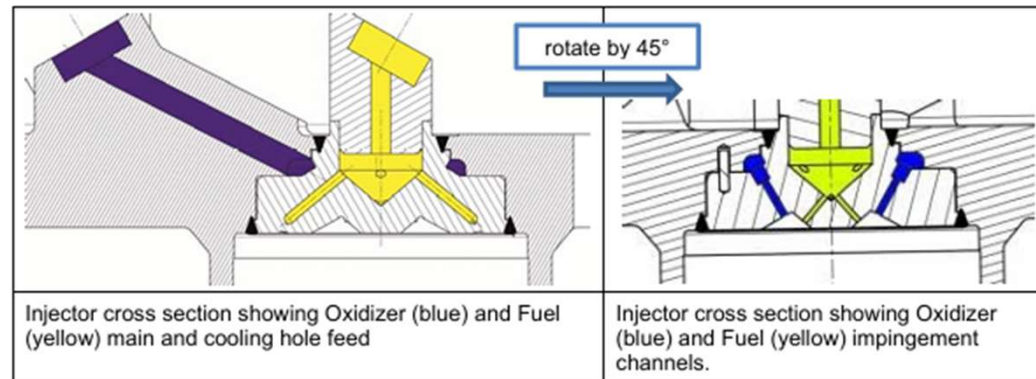 rotate by 45°
Injector cross section showing Oxidizer (blue) and Fuel
(yellow) main and cooling hole feed
Injector cross section showing Oxidizer
(blue) and Fuel (yellow) impingement
channels.